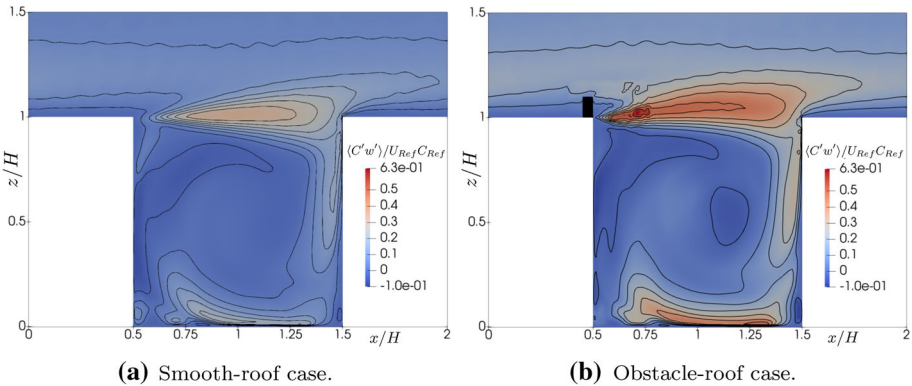 1.5
1
z/H
0.5
0
0
0.5
0.75
1
1.25
1.5
2
x/H
⟨C′w′⟩/U_Ref C_Ref
6.3e-01
0.5
0.4
0.3
0.2
0.1
0
-1.0e-01
(a) Smooth-roof case.
1.5
1
z/H
0.5
0
0
0.5
0.75
1
1.25
1.5
2
x/H
⟨C′w′⟩/U_Ref C_Ref
6.3e-01
0.5
0.4
0.3
0.2
0.1
0
-1.0e-01
(b) Obstacle-roof case.